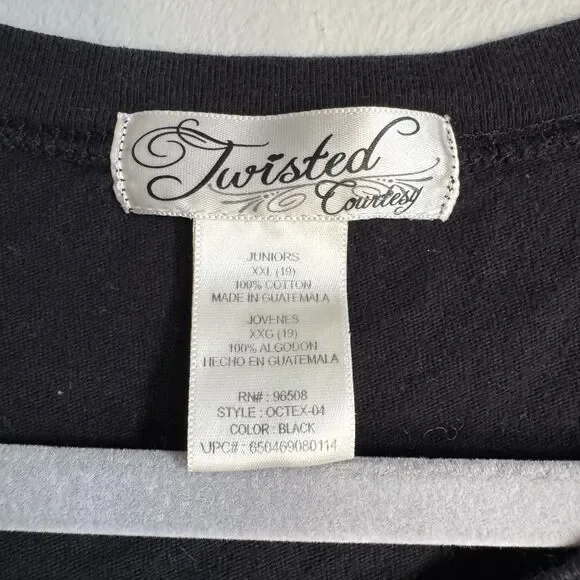 Twisted
Courtesy
JUNIORS
XXL (19)
100% COTTON
MADE IN GUATEMALA
JOVENES
XXG (19)
100% ALGODON
HECHO EN GUATEMALA
RN# : 96508
STYLE : OCTEX-04
COLOR : BLACK
UPC# : 650469080114